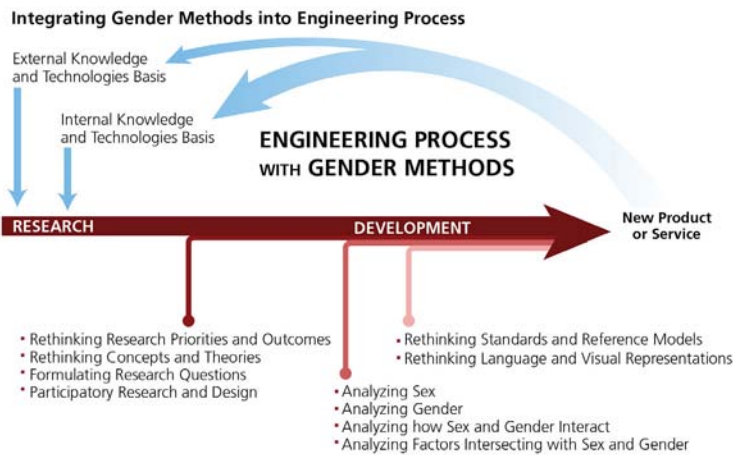 Integrating Gender Methods into Engineering Process
External Knowledge
and Technologies Basis
Internal Knowledge
and Technologies Basis
ENGINEERING PROCESS
WITH GENDER METHODS
RESEARCH
DEVELOPMENT
New Product
or Service
• Rethinking Research Priorities and Outcomes
• Rethinking Concepts and Theories
• Formulating Research Questions
• Participatory Research and Design
• Rethinking Standards and Reference Models
• Rethinking Language and Visual Representations
• Analyzing Sex
• Analyzing Gender
• Analyzing how Sex and Gender Interact
• Analyzing Factors Intersecting with Sex and Gender